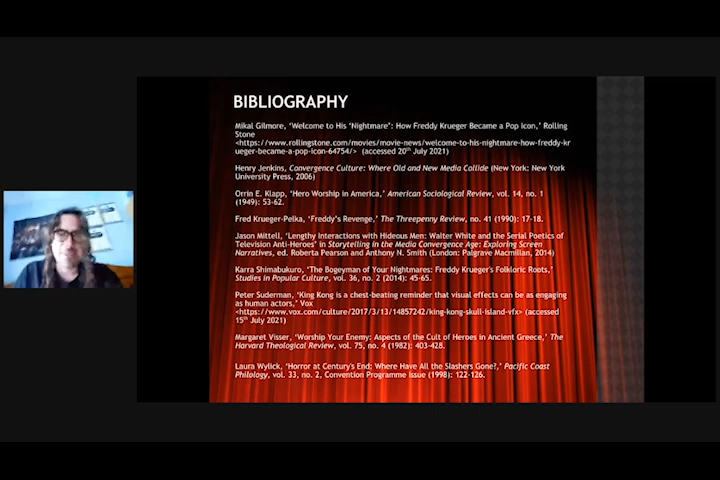 BIBLIOGRAPHY
Mikal Gilmore, ‘Welcome to His ‘Nightmare’: How Freddy Krueger Became a Pop Icon,’ Rolling
Stone
<https://www.rollingstone.com/movies/movie-news/welcome-to-his-nightmare-how-freddy-kr
ueger-became-a-pop-icon-64754/> (accessed 20th July 2021)
Henry Jenkins, Convergence Culture: Where Old and New Media Collide (New York: New York
University Press, 2006)
Orrin E. Klapp, ‘Hero Worship in America,’ American Sociological Review, vol. 14, no. 1
(1949): 53-62.
Fred Krueger-Pelka, ‘Freddy’s Revenge,’ The Threepenny Review, no. 41 (1990): 17-18.
Jason Mittell, ‘Lengthy Interactions with Hideous Men: Walter White and the Serial Poetics of
Television Anti-Heroes’ in Storytelling in the Media Convergence Age: Exploring Screen
Narratives, ed. Roberta Pearson and Anthony N. Smith (London: Palgrave Macmillan, 2014)
Karra Shimabukuro, ‘The Bogeyman of Your Nightmares: Freddy Krueger's Folkloric Roots,’
Studies in Popular Culture, vol. 36, no. 2 (2014): 45-65.
Peter Suderman, ‘King Kong is a chest-beating reminder that visual effects can be as engaging
as human actors,’ Vox
<https://www.vox.com/culture/2017/3/13/14857242/king-kong-skull-island-vfx> (accessed
15th July 2021)
Margaret Visser, ‘Worship Your Enemy: Aspects of the Cult of Heroes in Ancient Greece,’ The
Harvard Theological Review, vol. 75, no. 4 (1982): 403-428.
Laura Wylick, ‘Horror at Century's End: Where Have All the Slashers Gone?,’ Pacific Coast
Philology, vol. 33, no. 2, Convention Programme Issue (1998): 122-126.